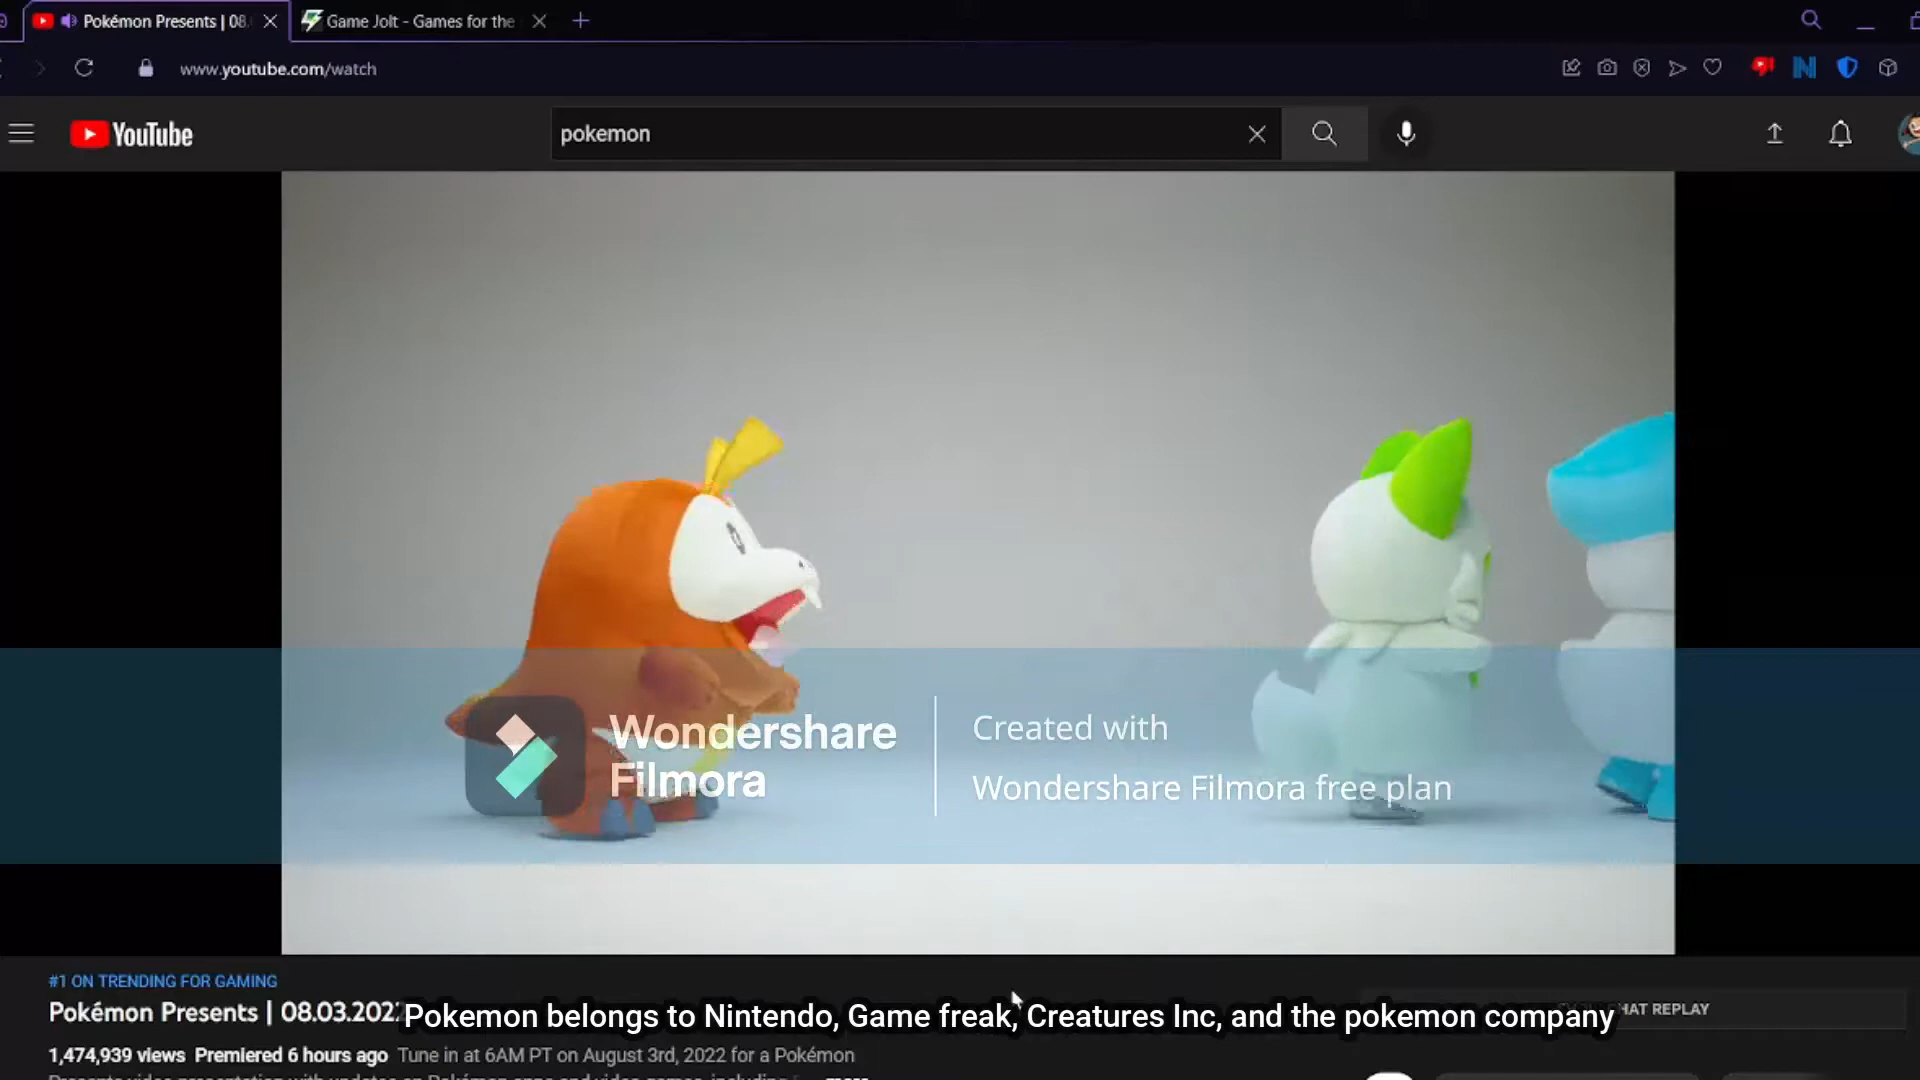 Pokémon Presents | 08.
Game Jolt - Games for the
www.youtube.com/watch
YouTube
pokemon
Wondershare
Filmora
Created with
Wondershare Filmora free plan
#1 ON TRENDING FOR GAMING
Pokémon Presents | 08.03.2022
HAT REPLAY
Pokemon belongs to Nintendo, Game freak, Creatures Inc, and the pokemon company
1,474,939 views Premiered 6 hours ago Tune in at 6AM PT on August 3rd, 2022 for a Pokémon